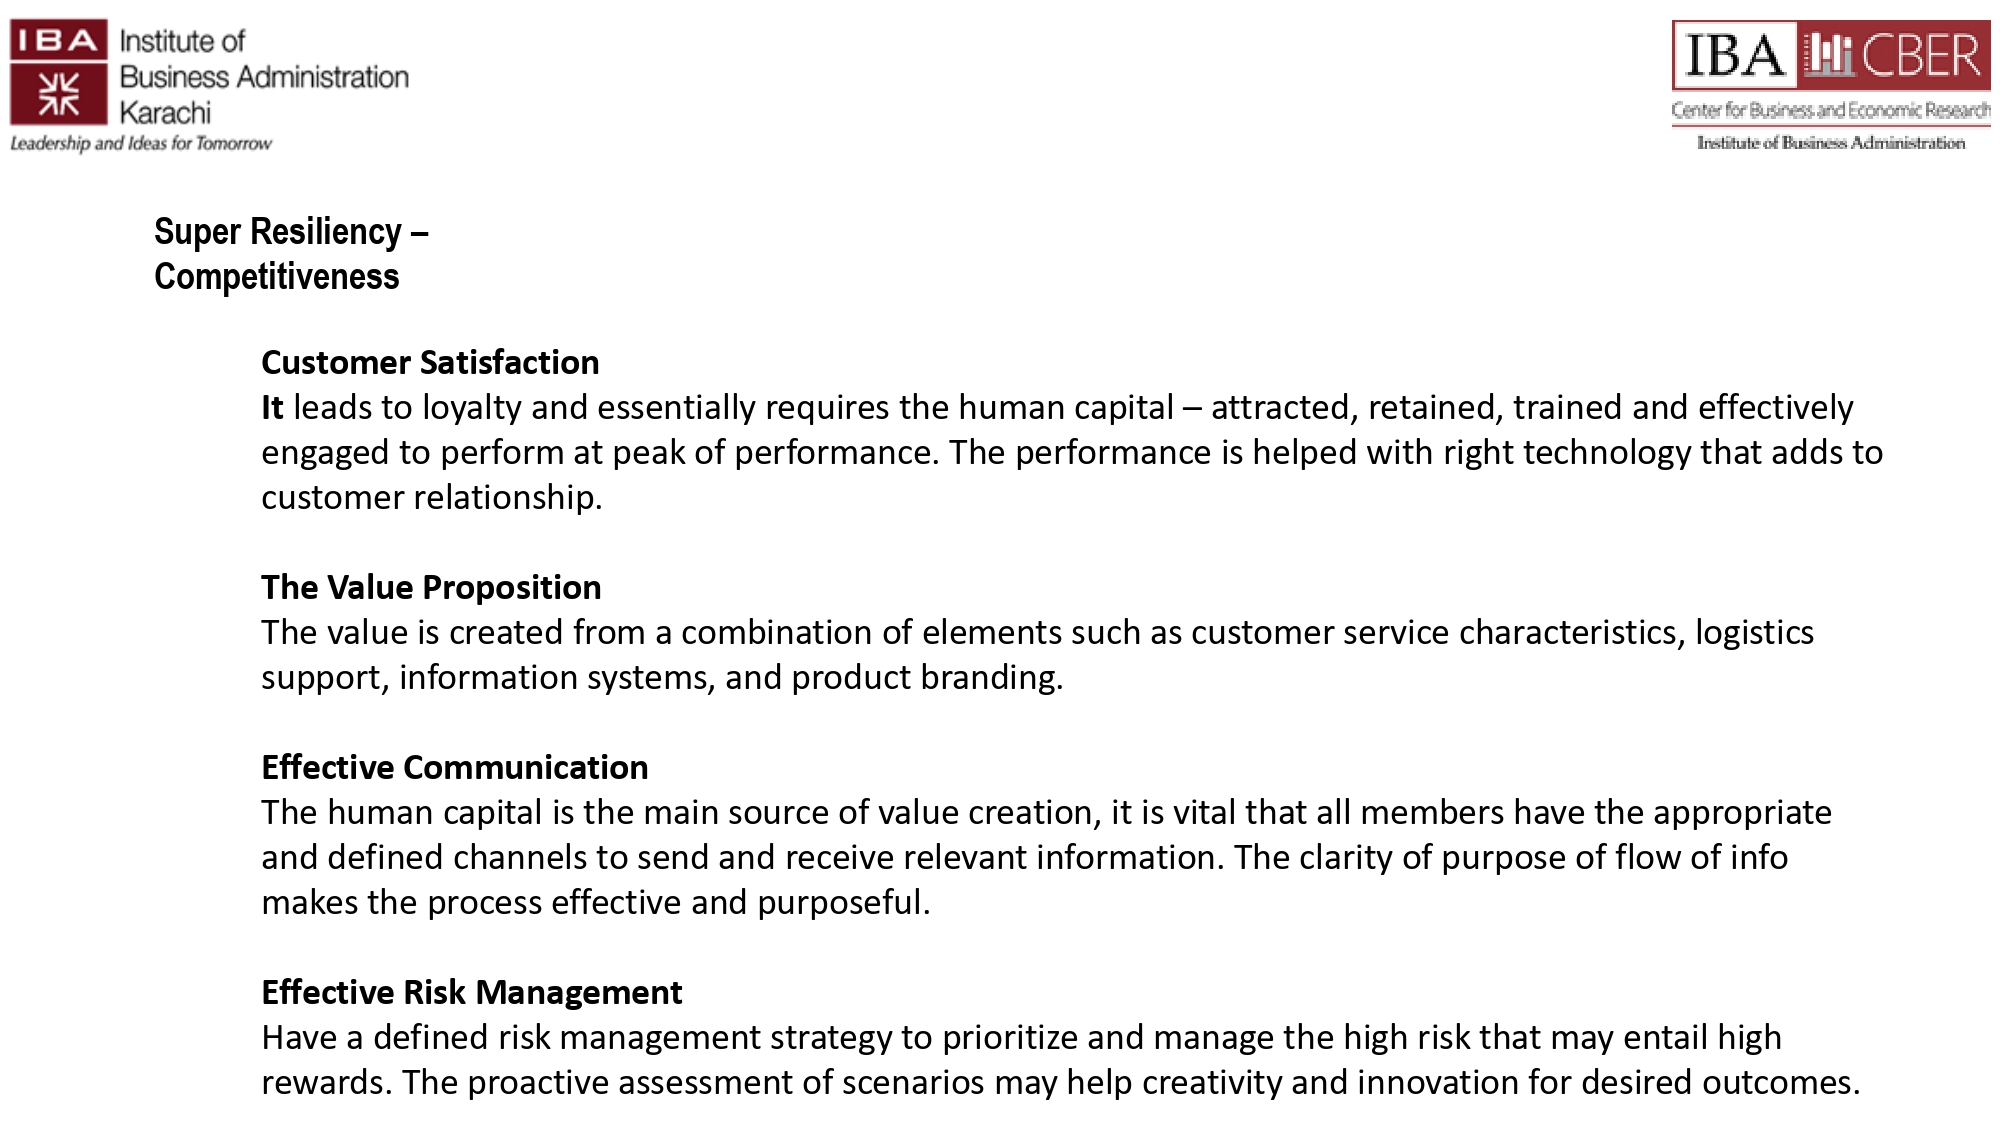 IBA
Institute of
Business Administration
Karachi
Leadership and Ideas for Tomorrow
IBA CBER
Center for Business and Economic Research
Institute of Business Administration
Super Resiliency –
Competitiveness
Customer Satisfaction
It leads to loyalty and essentially requires the human capital – attracted, retained, trained and effectively
engaged to perform at peak of performance. The performance is helped with right technology that adds to
customer relationship.
The Value Proposition
The value is created from a combination of elements such as customer service characteristics, logistics
support, information systems, and product branding.
Effective Communication
The human capital is the main source of value creation, it is vital that all members have the appropriate
and defined channels to send and receive relevant information. The clarity of purpose of flow of info
makes the process effective and purposeful.
Effective Risk Management
Have a defined risk management strategy to prioritize and manage the high risk that may entail high
rewards. The proactive assessment of scenarios may help creativity and innovation for desired outcomes.